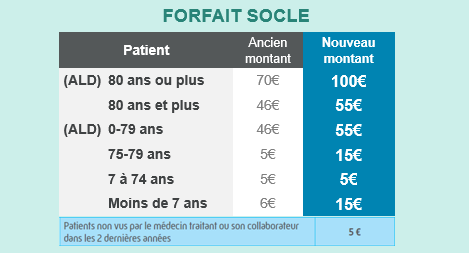 FORFAIT SOCLE
Patient Ancien montant Nouveau montant
(ALD) 80 ans ou plus 70€ 100€
80 ans et plus 46€ 55€
(ALD) 0-79 ans 46€ 55€
75-79 ans 5€ 15€
7 à 74 ans 5€ 5€
Moins de 7 ans 6€ 15€
Patients non vus par le médecin traitant ou son collaborateur
dans les 2 dernières années 5 €